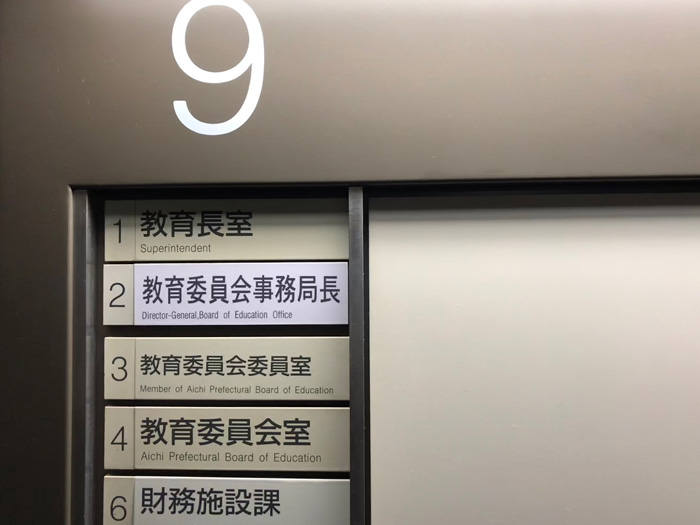 9
1 教育長室
Superintendent
2 教育委員会事務局長
Director-General,Board of Education Office
3 教育委員会委員室
Member of Aichi Prefectural Board of Education
4 教育委員会室
Aichi Prefectural Board of Education
6 財務施設課